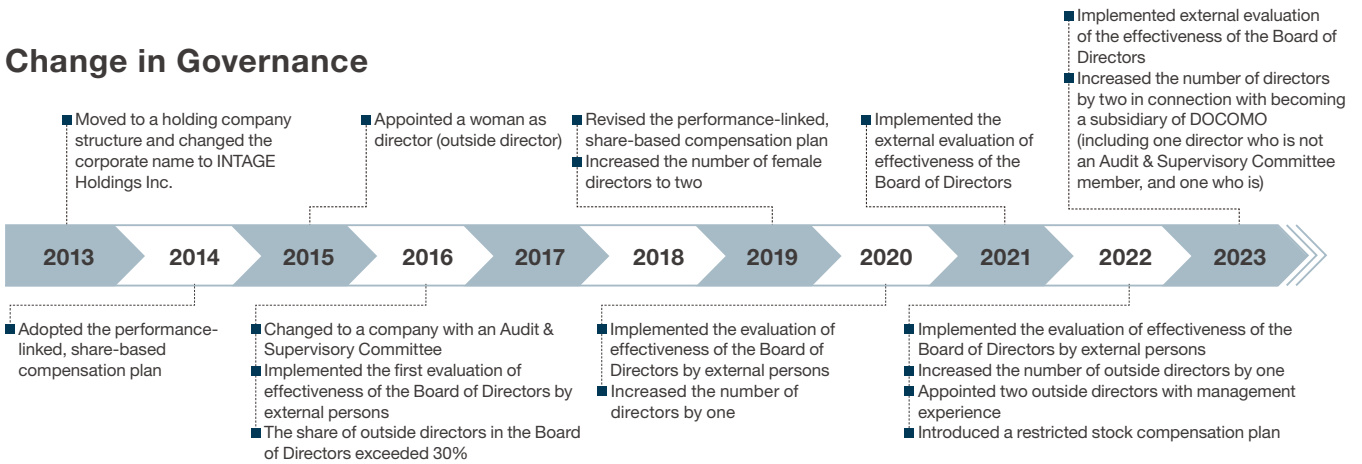 Change in Governance
Implemented external evaluation
of the effectiveness of the Board of
Directors
Increased the number of directors
by two in connection with becoming
a subsidiary of DOCOMO
(including one director who is not
an Audit & Supervisory Committee
member, and one who is)
Moved to a holding company
structure and changed the
corporate name to INTAGE
Holdings Inc.
Appointed a woman as
director (outside director)
Revised the performance-linked,
share-based compensation plan
Increased the number of female
directors to two
Implemented the
external evaluation of
effectiveness of the
Board of Directors
2013
2014
2015
2016
2017
2018
2019
2020
2021
2022
2023
Adopted the performance-
linked, share-based
compensation plan
Changed to a company with an Audit &
Supervisory Committee
Implemented the first evaluation of
effectiveness of the Board of Directors by
external persons
The share of outside directors in the Board
of Directors exceeded 30%
Implemented the evaluation of
effectiveness of the Board of
Directors by external persons
Increased the number of
directors by one
Implemented the evaluation of effectiveness of the
Board of Directors by external persons
Increased the number of outside directors by one
Appointed two outside directors with management
experience
Introduced a restricted stock compensation plan